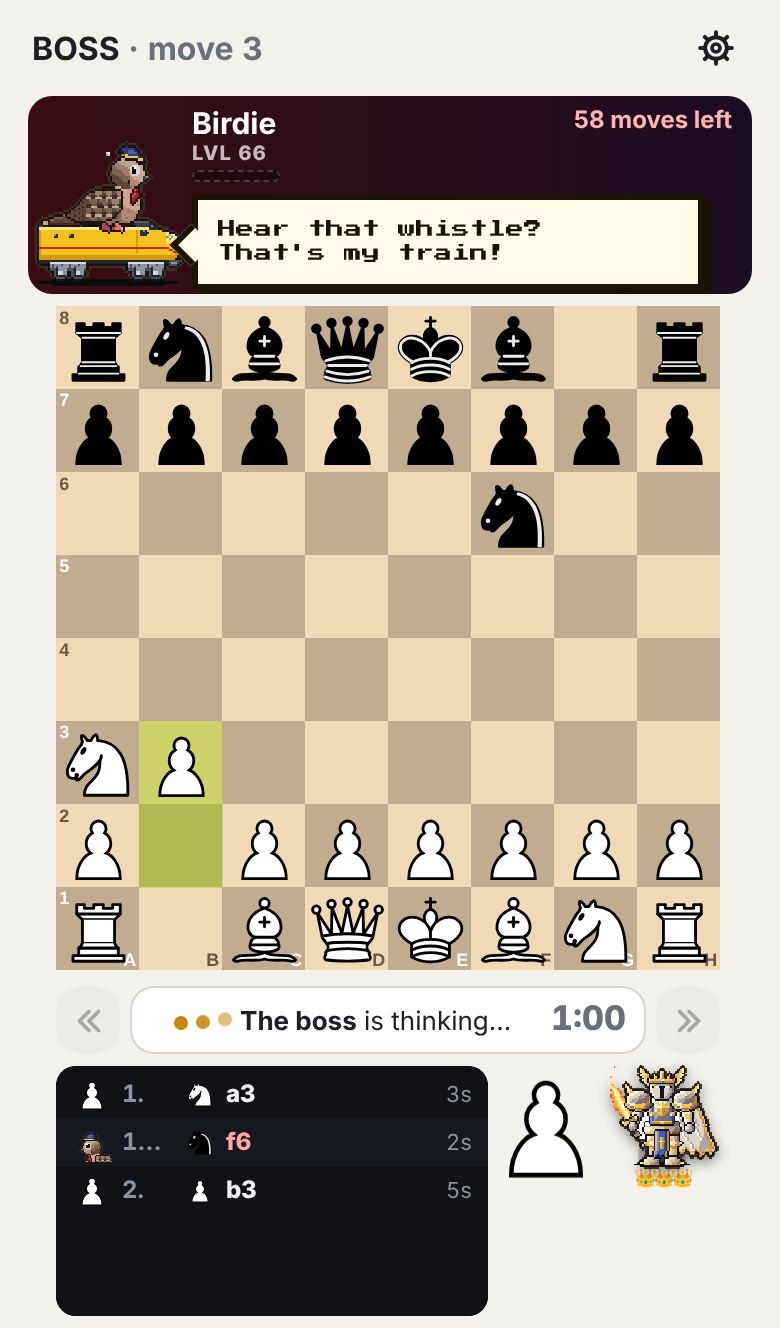 BOSS · move 3
Birdie
58 moves left
LVL 66
Hear that whistle?
That's my train!
8
7
6
5
4
3
2
1
A B C D E F G H
The boss is thinking... 1:00
1. a3 3s
1... f6 2s
2. b3 5s